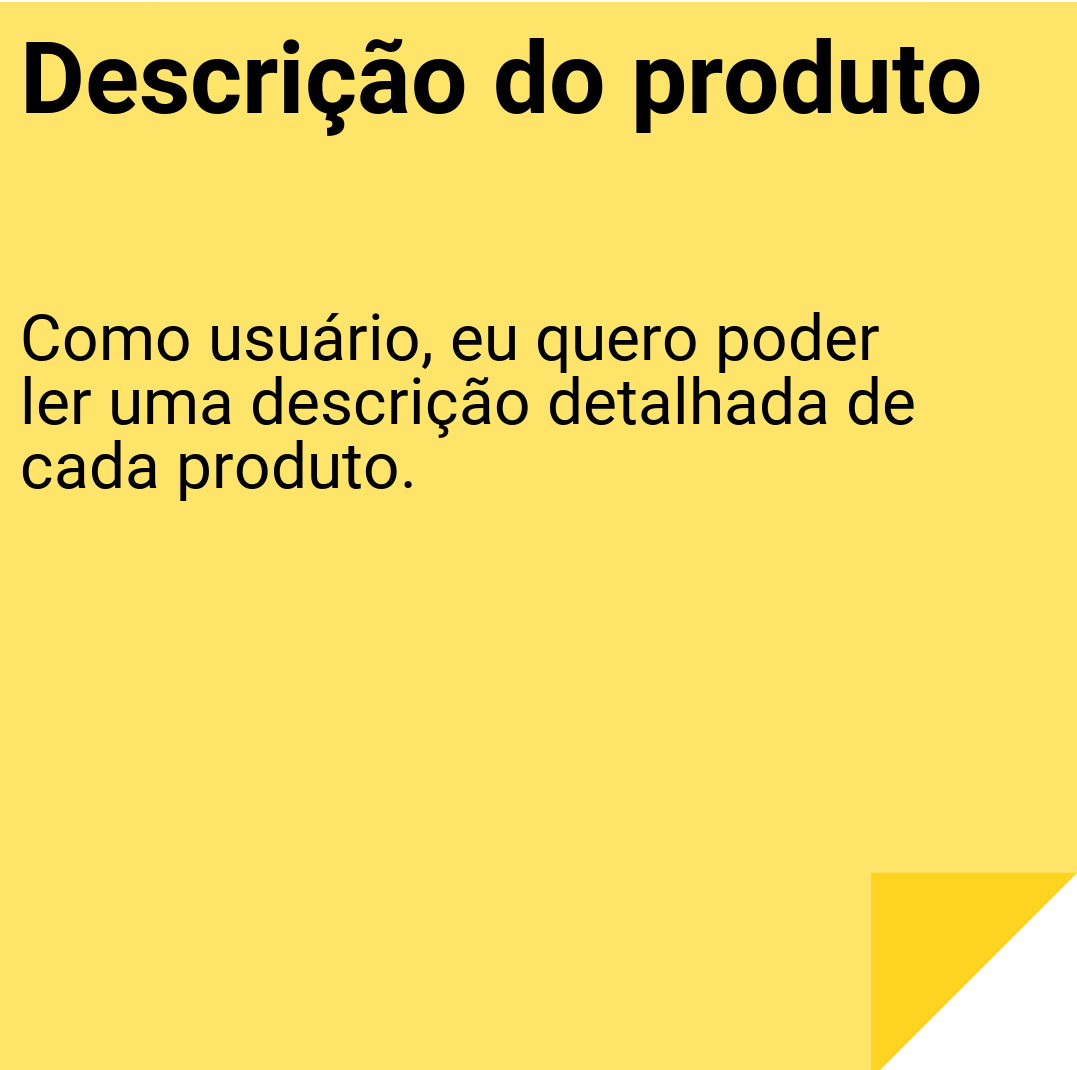 Descrição do produto
Como usuário, eu quero poder
ler uma descrição detalhada de
cada produto.